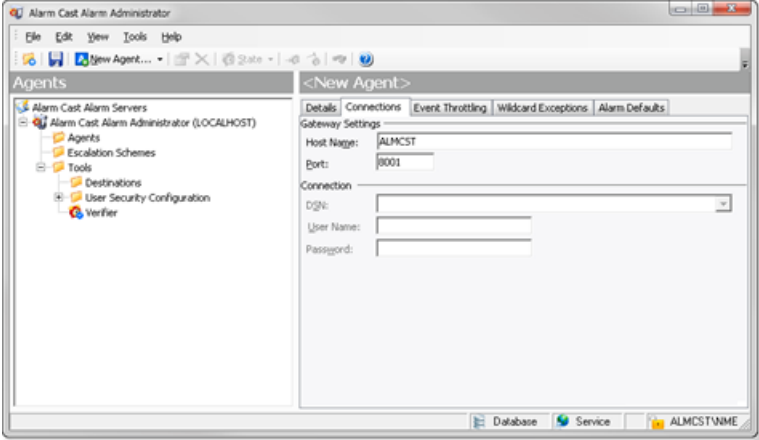 Alarm Cast Alarm Administrator
File Edit View Tools Help
New Agent... State
Agents
<New Agent>
Alarm Cast Alarm Servers
Alarm Cast Alarm Administrator (LOCALHOST)
Agents
Escalation Schemes
Tools
Destinations
User Security Configuration
Verifier
Details Connections Event Throttling Wildcard Exceptions Alarm Defaults
Gateway Settings
Host Name: ALMCST
Port: 8001
Connection
DSN:
User Name:
Password:
Database Service ALMCST\NME